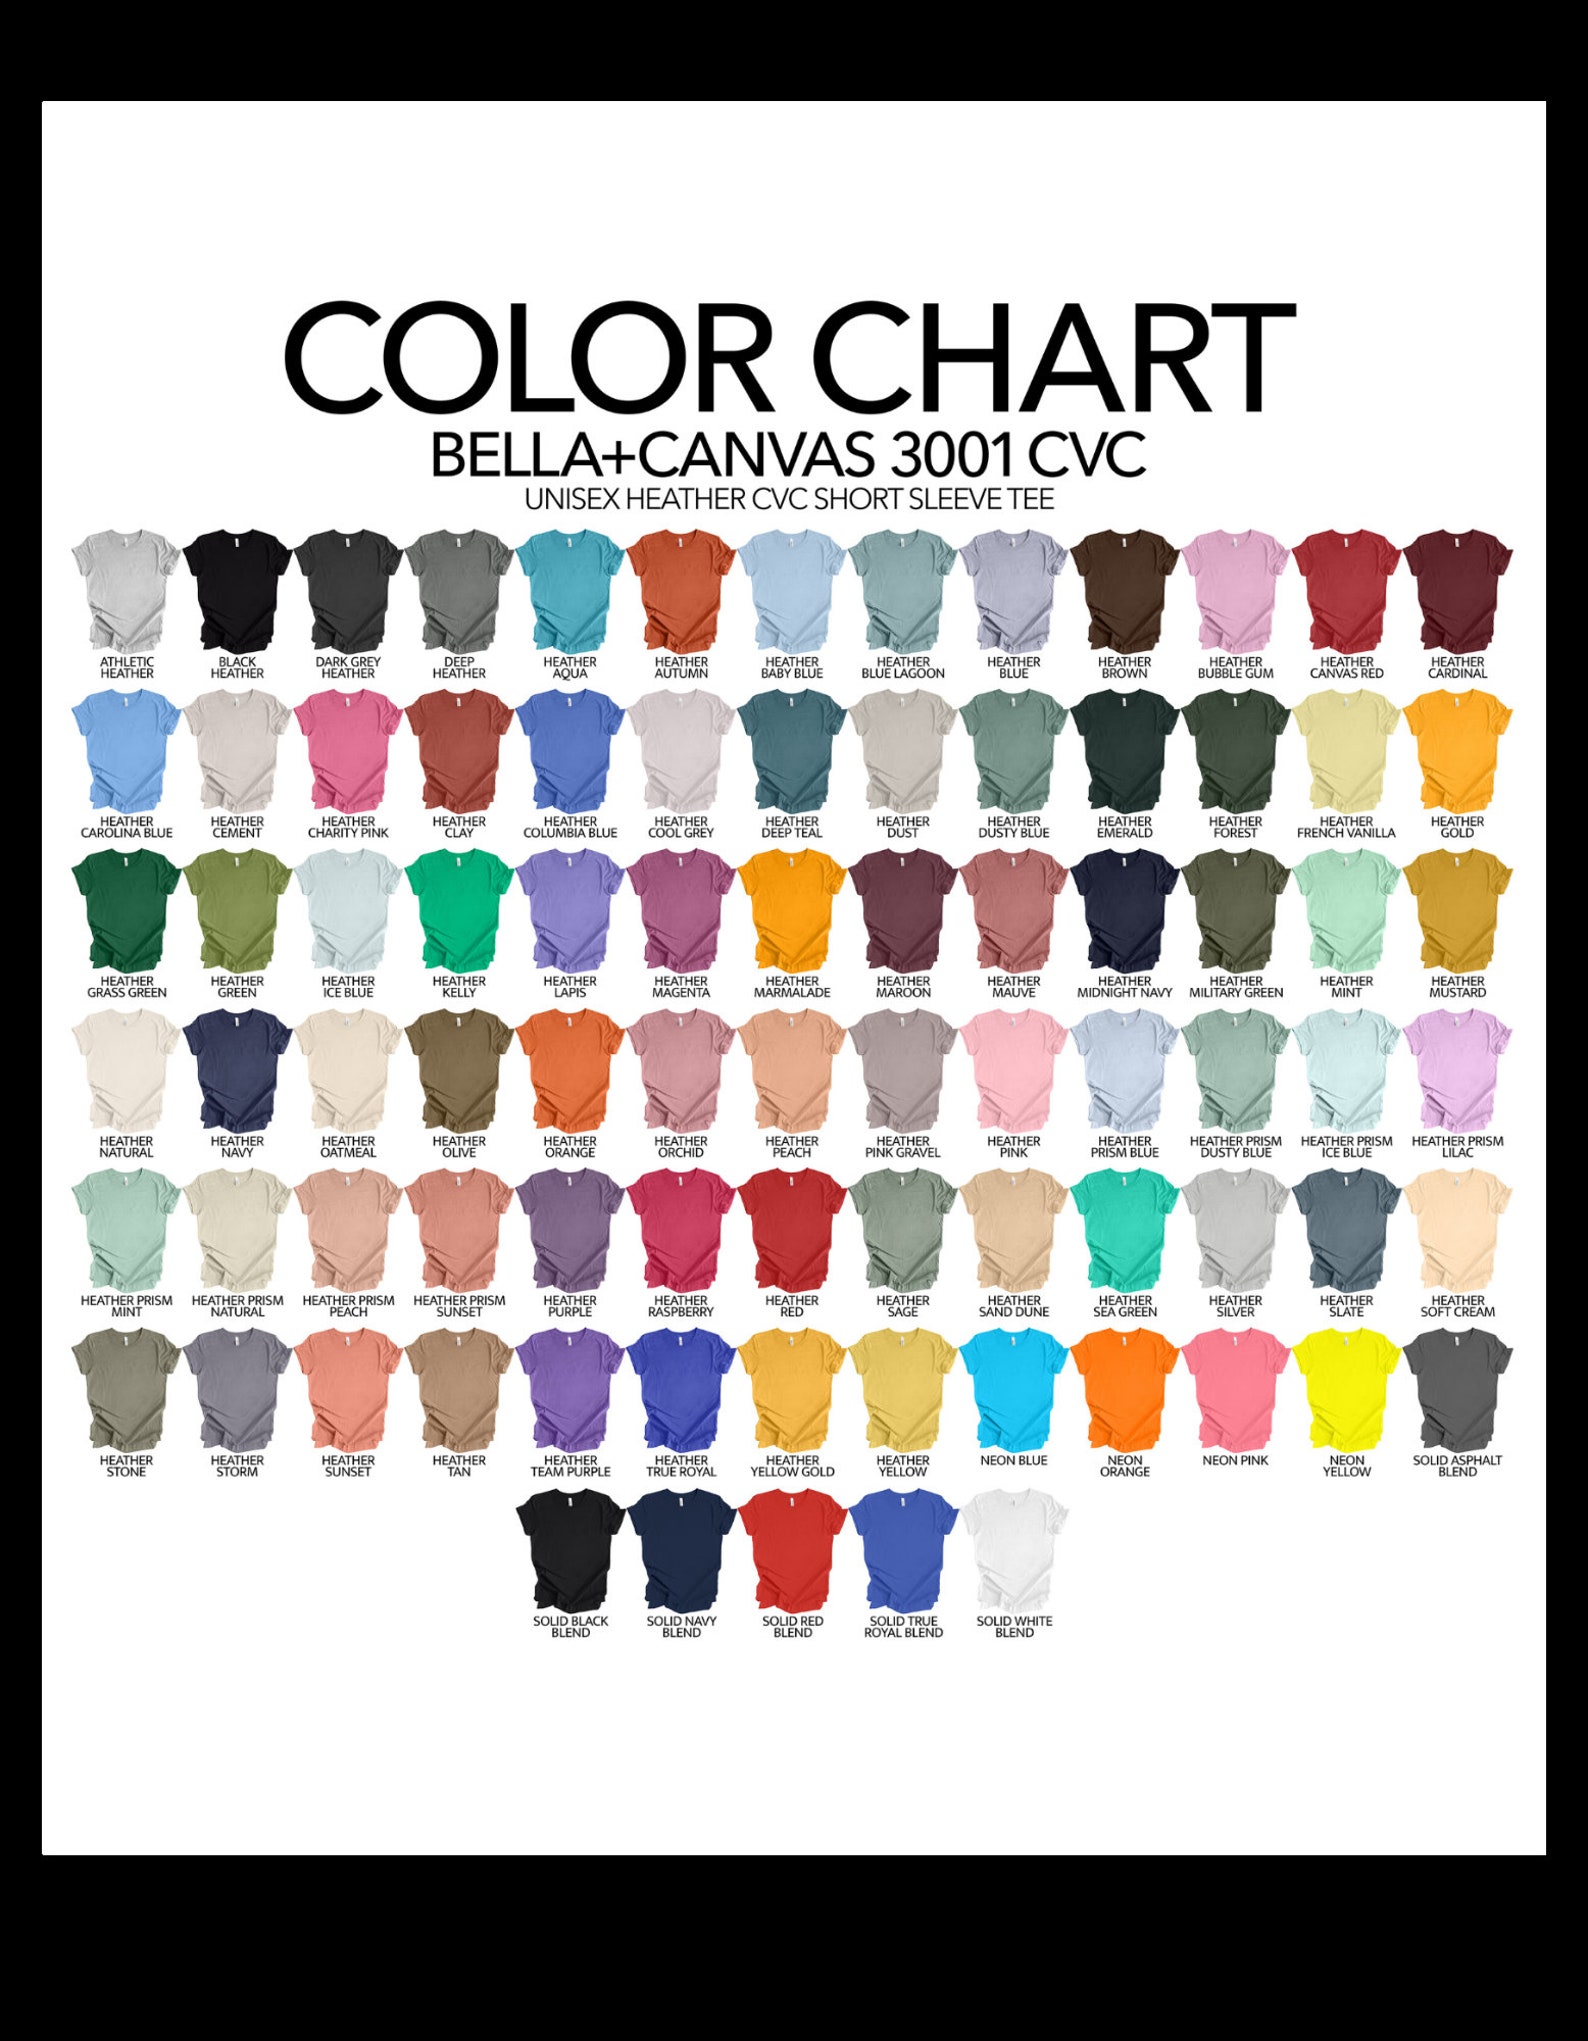 COLOR CHART
BELLA+CANVAS 3001 CVC
UNISEX HEATHER CVC SHORT SLEEVE TEE
ATHLETIC HEATHER
BLACK HEATHER
DARK GREY HEATHER
DEEP HEATHER
HEATHER AQUA
HEATHER AUTUMN
HEATHER BABY BLUE
HEATHER BLUE LAGOON
HEATHER BLUE
HEATHER BROWN
HEATHER BUBBLE GUM
HEATHER CANVAS RED
HEATHER CARDINAL
HEATHER CAROLINA BLUE
HEATHER CEMENT
HEATHER CHARITY PINK
HEATHER CLAY
HEATHER COLUMBIA BLUE
HEATHER COOL GREY
HEATHER DEEP TEAL
HEATHER DUST
HEATHER DUSTY BLUE
HEATHER EMERALD
HEATHER FOREST
HEATHER FRENCH VANILLA
HEATHER GOLD
HEATHER GRASS GREEN
HEATHER GREEN
HEATHER ICE BLUE
HEATHER KELLY
HEATHER LAPIS
HEATHER MAGENTA
HEATHER MARMALADE
HEATHER MAROON
HEATHER MAUVE
HEATHER MIDNIGHT NAVY
HEATHER MILITARY GREEN
HEATHER MINT
HEATHER MUSTARD
HEATHER NATURAL
HEATHER NAVY
HEATHER OATMEAL
HEATHER OLIVE
HEATHER ORANGE
HEATHER ORCHID
HEATHER PEACH
HEATHER PINK GRAVEL
HEATHER PINK
HEATHER PRISM BLUE
HEATHER PRISM DUSTY BLUE
HEATHER PRISM ICE BLUE
HEATHER PRISM LILAC
HEATHER PRISM MINT
HEATHER PRISM NATURAL
HEATHER PRISM PEACH
HEATHER PRISM SUNSET
HEATHER PURPLE
HEATHER RASPBERRY
HEATHER RED
HEATHER SAGE
HEATHER SAND DUNE
HEATHER SEA GREEN
HEATHER SILVER
HEATHER SLATE
HEATHER SOFT CREAM
HEATHER STONE
HEATHER STORM
HEATHER SUNSET
HEATHER TAN
HEATHER TEAM PURPLE
HEATHER TRUE ROYAL
HEATHER YELLOW GOLD
HEATHER YELLOW
NEON BLUE
NEON ORANGE
NEON PINK
NEON YELLOW
SOLID ASPHALT BLEND
SOLID BLACK BLEND
SOLID NAVY BLEND
SOLID RED BLEND
SOLID TRUE ROYAL BLEND
SOLID WHITE BLEND